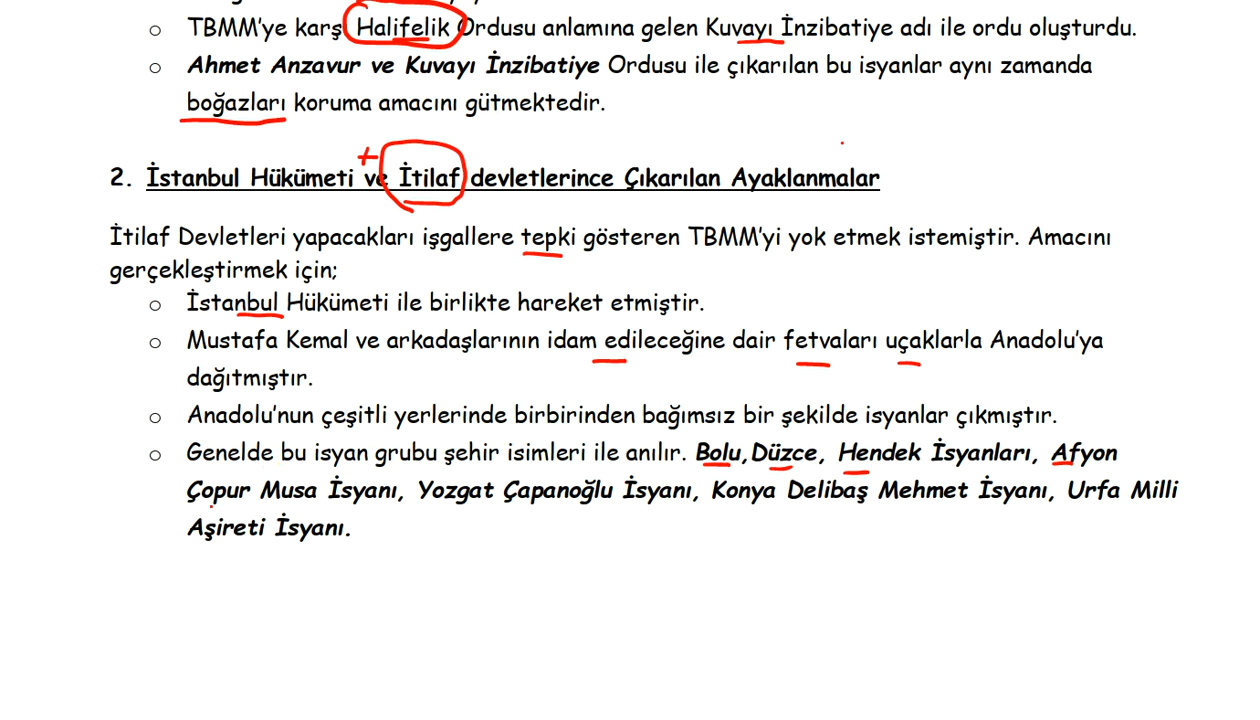 TBMM'ye karşı Halifelik Ordusu anlamına gelen Kuvayı İnzibatiye adı ile ordu oluşturdu.
Ahmet Anzavur ve Kuvayı İnzibatiye Ordusu ile çıkarılan bu isyanlar aynı zamanda
boğazları koruma amacını gütmektedir.
+
2. İstanbul Hükümeti ve İtilaf devletlerince Çıkarılan Ayaklanmalar
İtilaf Devletleri yapacakları işgallere tepki gösteren TBMM'yi yok etmek istemiştir. Amacını
gerçekleştirmek için;
İstanbul Hükümeti ile birlikte hareket etmiştir.
Mustafa Kemal ve arkadaşlarının idam edileceğine dair fetvaları uçaklarla Anadolu'ya
dağıtmıştır.
Anadolu'nun çeşitli yerlerinde birbirinden bağımsız bir şekilde isyanlar çıkmıştır.
Genelde bu isyan grubu şehir isimleri ile anılır. Bolu, Düzce, Hendek İsyanları, Afyon
Çopur Musa İsyanı, Yozgat Çapanoğlu İsyanı, Konya Delibaş Mehmet İsyanı, Urfa Milli
Aşireti İsyanı.